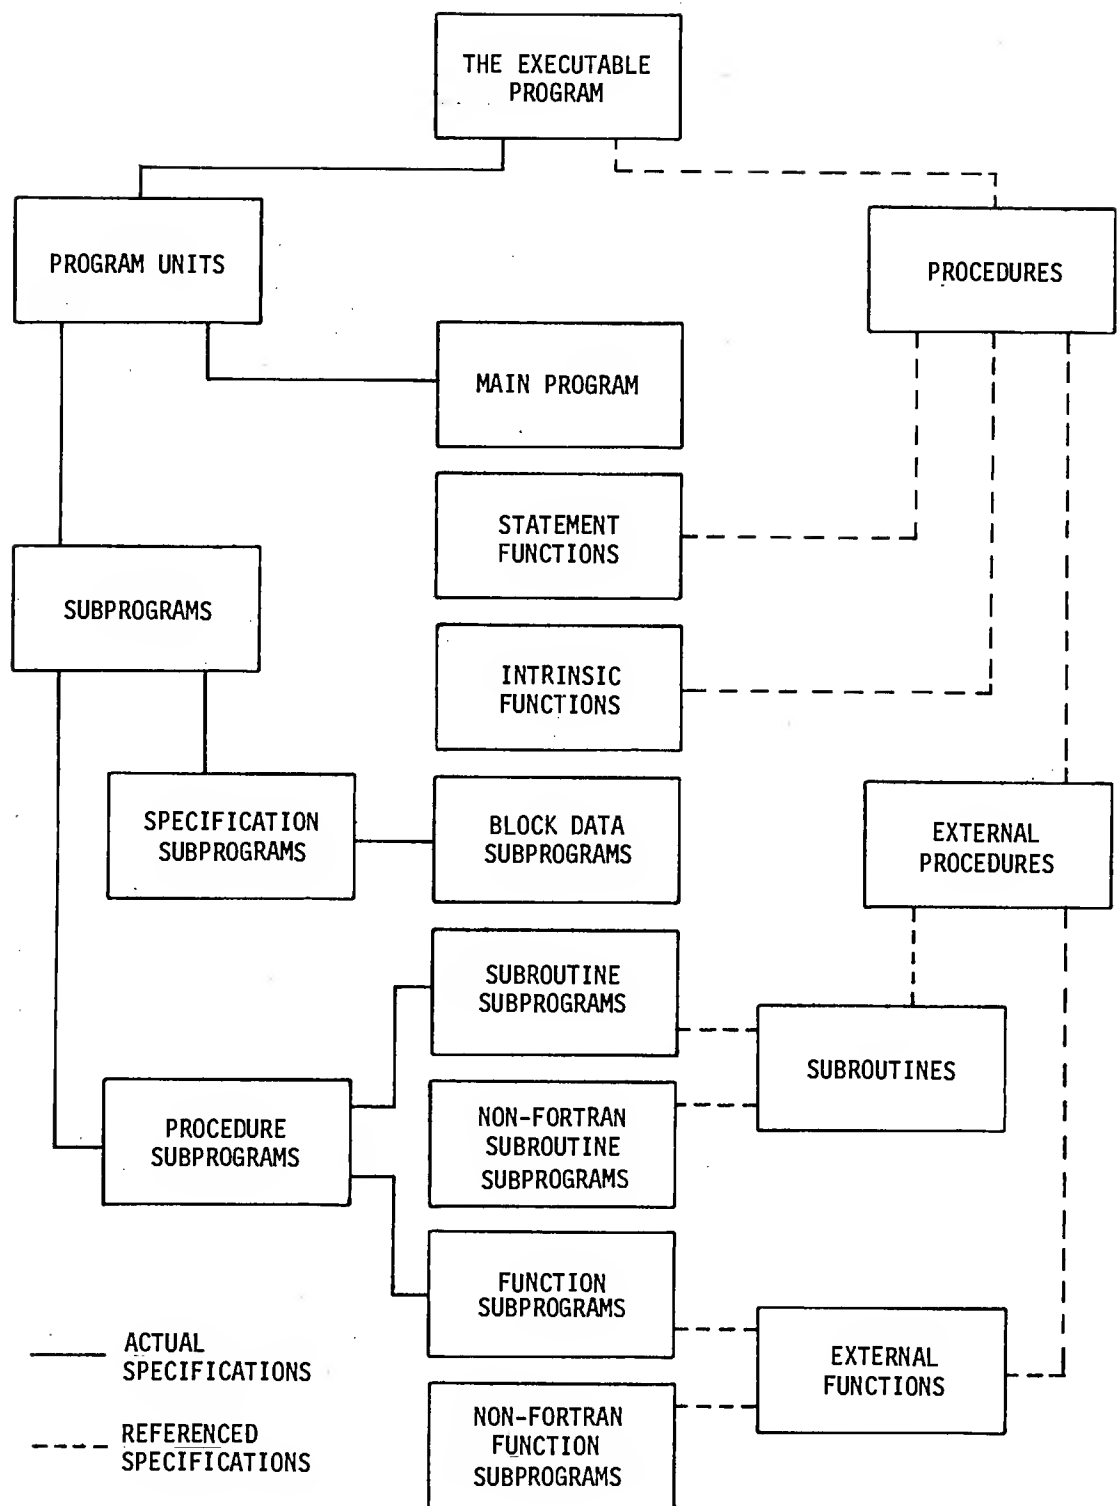 THE EXECUTABLE
PROGRAM
PROGRAM UNITS
PROCEDURES
MAIN PROGRAM
STATEMENT
FUNCTIONS
SUBPROGRAMS
INTRINSIC
FUNCTIONS
SPECIFICATION
SUBPROGRAMS
BLOCK DATA
SUBPROGRAMS
EXTERNAL
PROCEDURES
SUBROUTINE
SUBPROGRAMS
SUBROUTINES
PROCEDURE
SUBPROGRAMS
NON-FORTRAN
SUBROUTINE
SUBPROGRAMS
FUNCTION
SUBPROGRAMS
EXTERNAL
FUNCTIONS
NON-FORTRAN
FUNCTION
SUBPROGRAMS
ACTUAL
SPECIFICATIONS
REFERENCED
SPECIFICATIONS